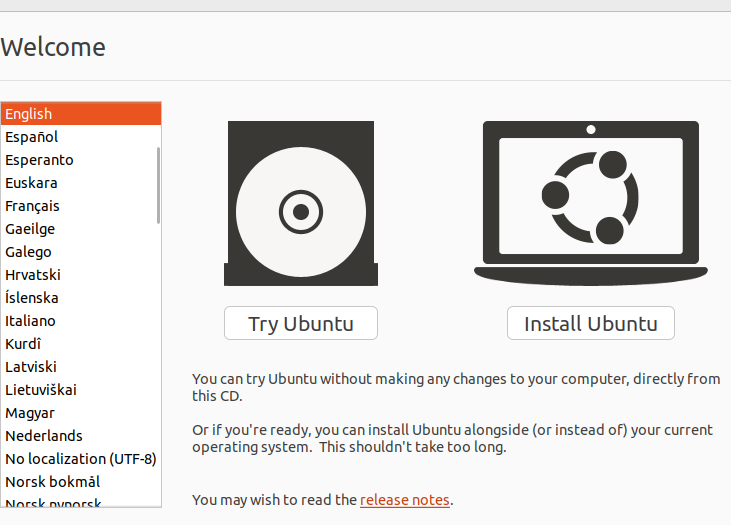 Welcome
English
Español
Esperanto
Euskara
Français
Gaeilge
Galego
Hrvatski
Íslenska
Italiano
Kurdî
Latviski
Lietuviškai
Magyar
Nederlands
No localization (UTF-8)
Norsk bokmål
Norsk nynorsk
Try Ubuntu
Install Ubuntu
You can try Ubuntu without making any changes to your computer, directly from
this CD.
Or if you're ready, you can install Ubuntu alongside (or instead of) your current
operating system.  This shouldn't take too long.
You may wish to read the release notes.